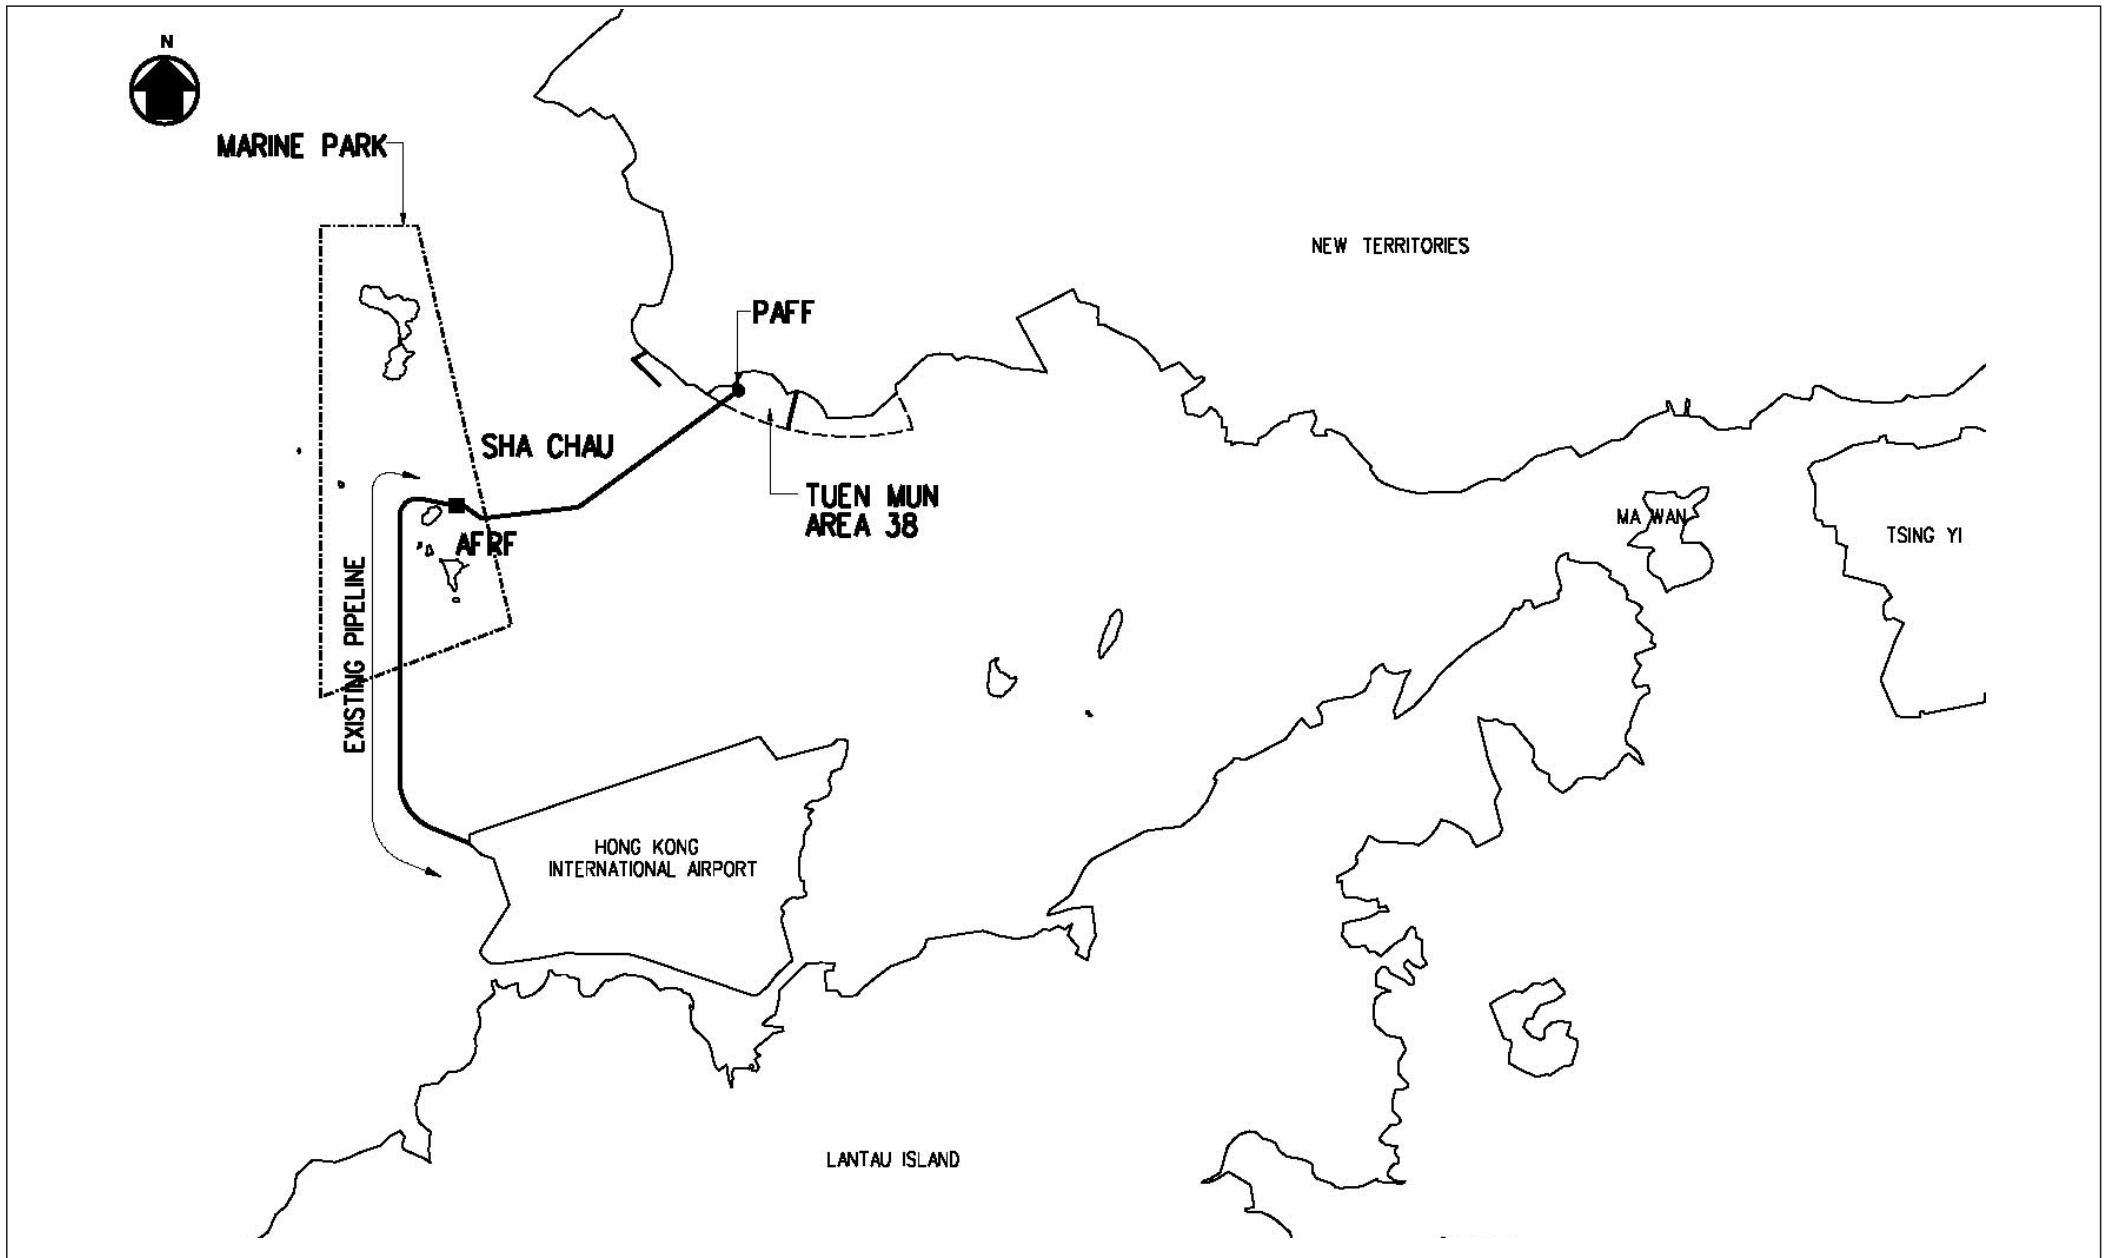 N
MARINE PARK
NEW TERRITORIES
PAFF
SHA CHAU
TUEN MUN
AREA 38
MA WAN
TSING YI
AFRF
EXISTING PIPELINE
HONG KONG
INTERNATIONAL AIRPORT
LANTAU ISLAND